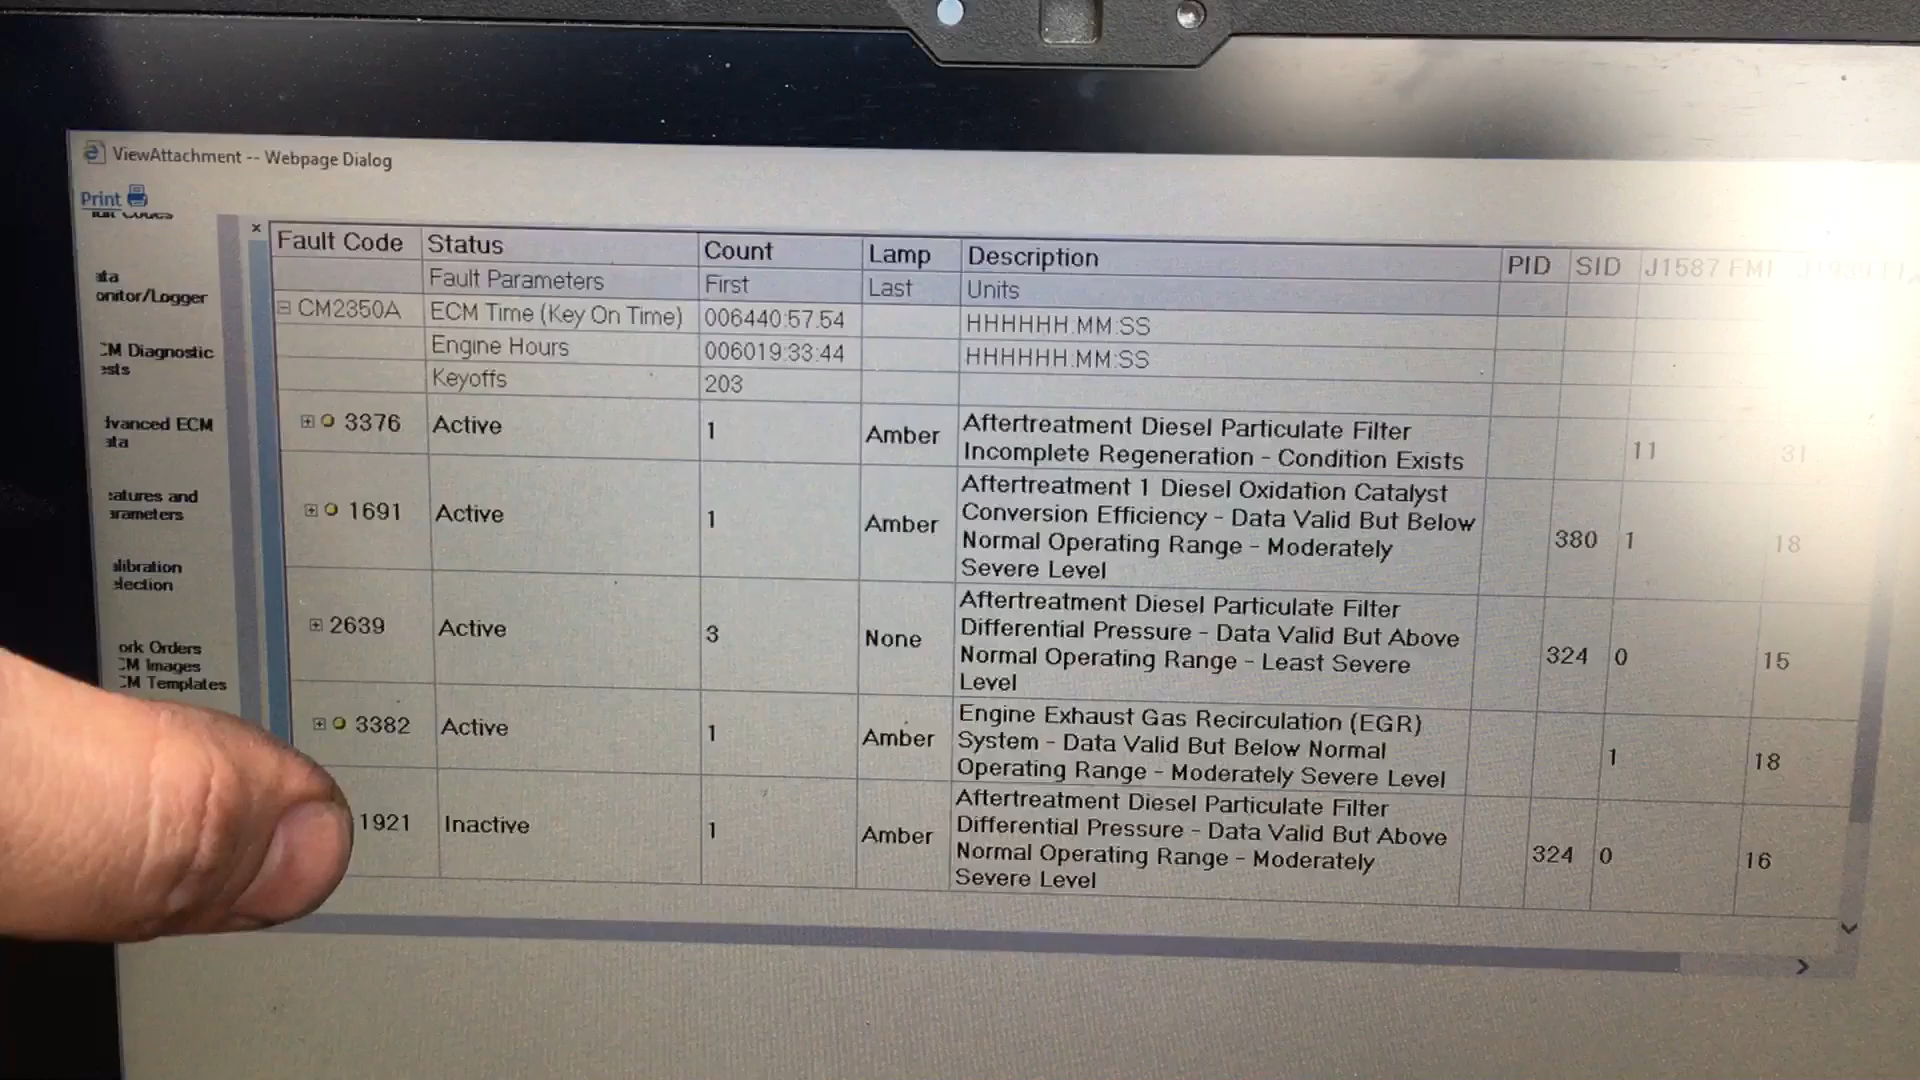 ViewAttachment -- Webpage Dialog
Print
Fault Code Status Count Lamp Description PID SID J1587 FMI
Fault Parameters First Last Units
CM2350A ECM Time (Key On Time) 006440:57:54 HHHHHH:MM:SS
Engine Hours 006019:33:44 HHHHHH:MM:SS
Keyoffs 203
3376 Active 1 Amber Aftertreatment Diesel Particulate Filter
Incomplete Regeneration - Condition Exists 11 31
1691 Active 1 Amber Aftertreatment 1 Diesel Oxidation Catalyst
Conversion Efficiency - Data Valid But Below
Normal Operating Range - Moderately
Severe Level 380 1 18
2639 Active 3 None Aftertreatment Diesel Particulate Filter
Differential Pressure - Data Valid But Above
Normal Operating Range - Least Severe
Level 324 0 15
3382 Active 1 Amber Engine Exhaust Gas Recirculation (EGR)
System - Data Valid But Below Normal
Operating Range - Moderately Severe Level 1 18
1921 Inactive 1 Amber Aftertreatment Diesel Particulate Filter
Differential Pressure - Data Valid But Above
Normal Operating Range - Moderately
Severe Level 324 0 16
ata
onitor/Logger
CM Diagnostic
ests
dvanced ECM
ata
eatures and
arameters
alibration
election
ork Orders
CM Images
CM Templates